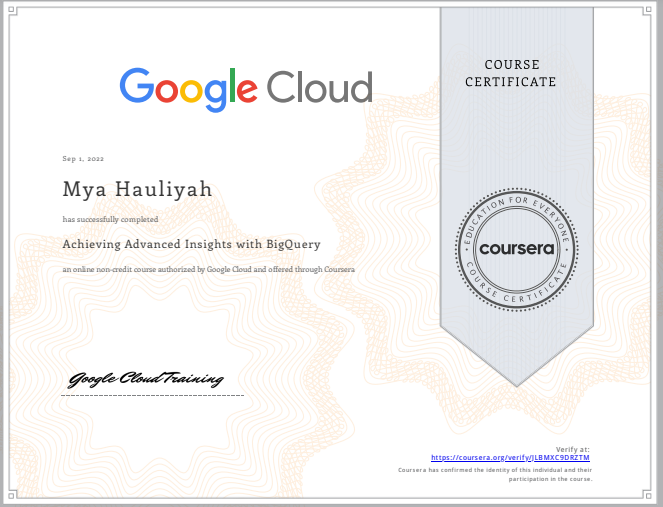 Google Cloud
COURSE
CERTIFICATE
Sep 1, 2022
Mya Hauliyah
has successfully completed
Achieving Advanced Insights with BigQuery
an online non-credit course authorized by Google Cloud and offered through Coursera
EDUCATION FOR EVERYONE
coursera
COURSE CERTIFICATE
Google Cloud Training
Verify at:
https://coursera.org/verify/JLBMXC9DRZTM
Coursera has confirmed the identity of this individual and their
participation in the course.